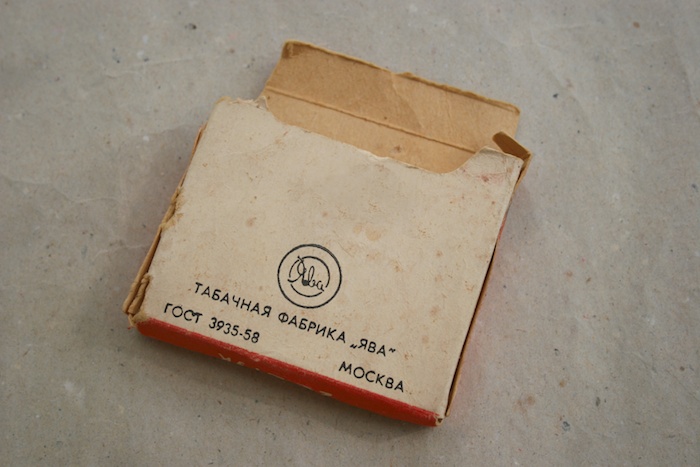 Ява
ТАБАЧНАЯ ФАБРИКА „ЯВА"
ГОСТ 3935-58
МОСКВА